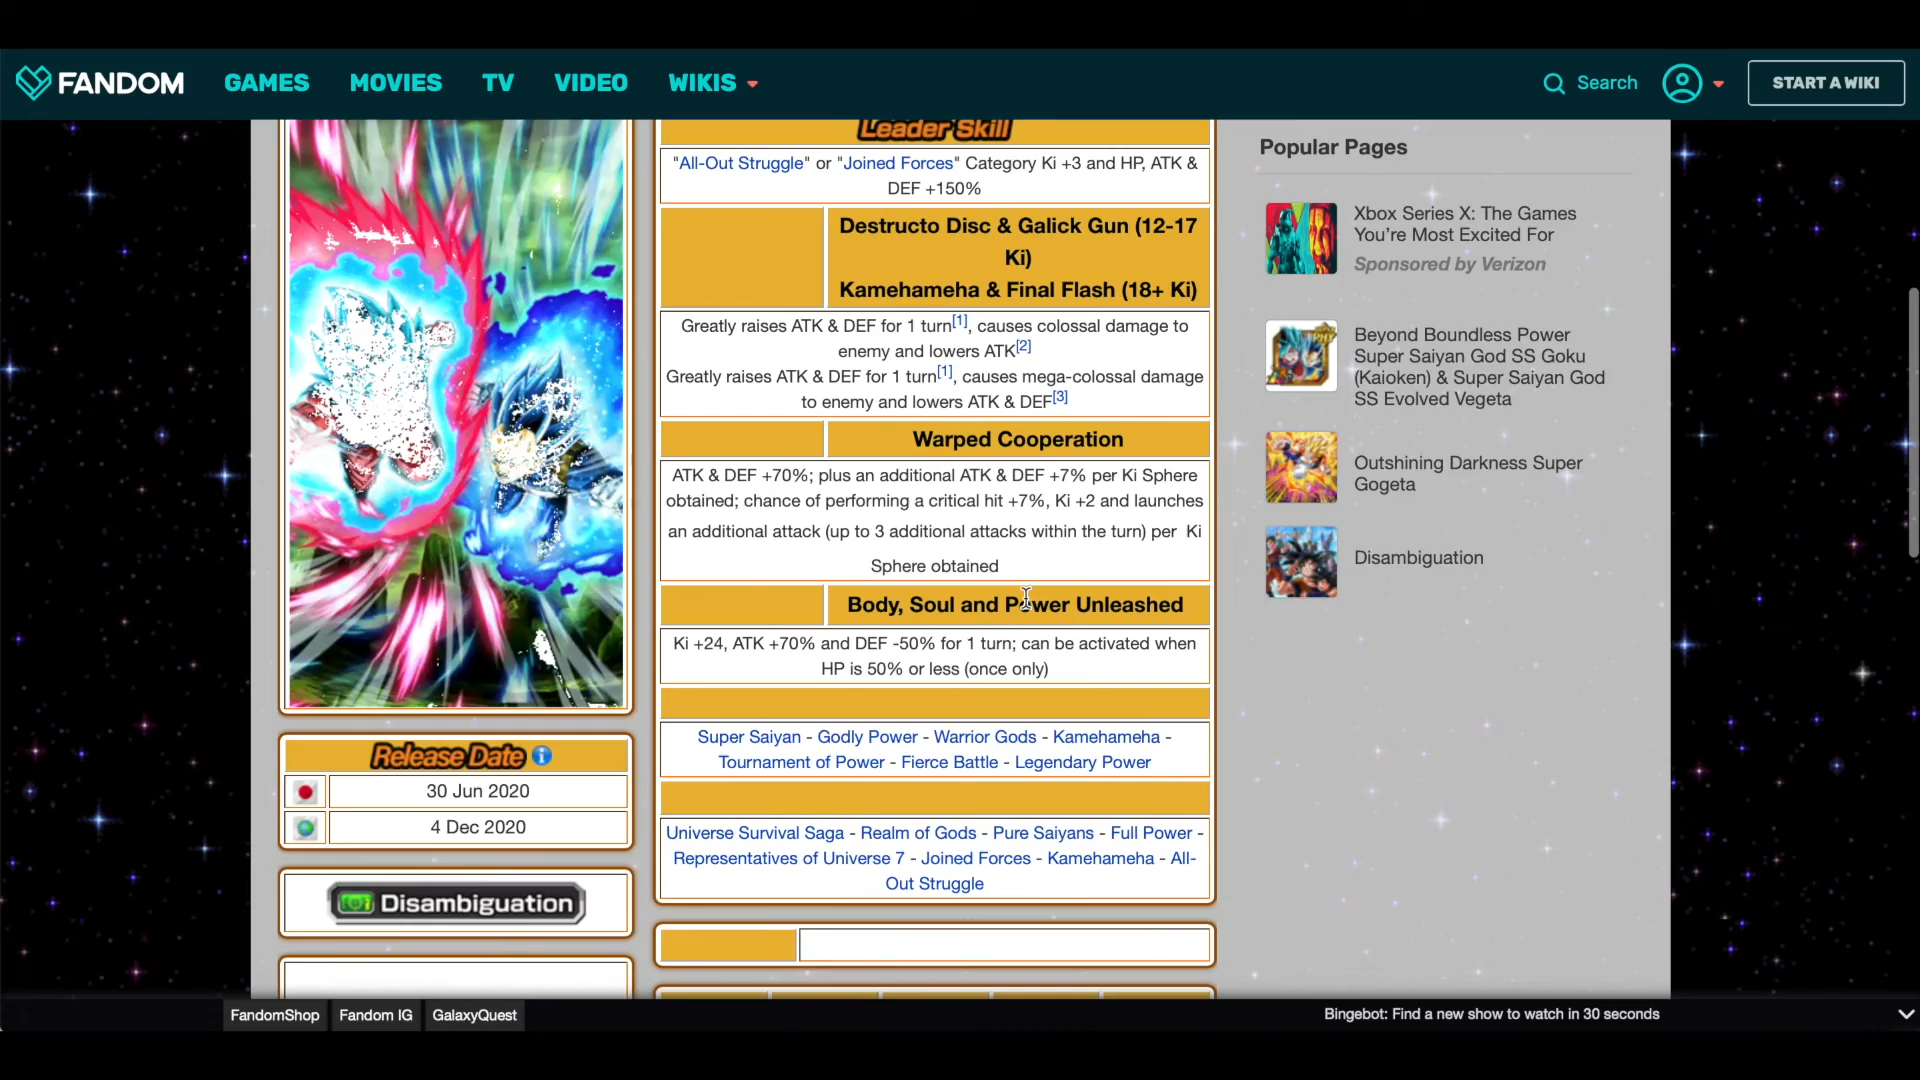 FANDOM GAMES MOVIES TV VIDEO WIKIS Search START A WIKI
Leader Skill
"All-Out Struggle" or "Joined Forces" Category Ki +3 and HP, ATK &
DEF +150%
Destructo Disc & Galick Gun (12-17
Ki)
Kamehameha & Final Flash (18+ Ki)
Greatly raises ATK & DEF for 1 turn[1], causes colossal damage to
enemy and lowers ATK[2]
Greatly raises ATK & DEF for 1 turn[1], causes mega-colossal damage
to enemy and lowers ATK & DEF[3]
Warped Cooperation
ATK & DEF +70%; plus an additional ATK & DEF +7% per Ki Sphere
obtained; chance of performing a critical hit +7%, Ki +2 and launches
an additional attack (up to 3 additional attacks within the turn) per Ki
Sphere obtained
Body, Soul and Power Unleashed
Ki +24, ATK +70% and DEF -50% for 1 turn; can be activated when
HP is 50% or less (once only)
Super Saiyan - Godly Power - Warrior Gods - Kamehameha -
Tournament of Power - Fierce Battle - Legendary Power
Universe Survival Saga - Realm of Gods - Pure Saiyans - Full Power -
Representatives of Universe 7 - Joined Forces - Kamehameha - All-
Out Struggle
Release Date
30 Jun 2020
4 Dec 2020
Disambiguation
Popular Pages
Xbox Series X: The Games
You're Most Excited For
Sponsored by Verizon
Beyond Boundless Power
Super Saiyan God SS Goku
(Kaioken) & Super Saiyan God
SS Evolved Vegeta
Outshining Darkness Super
Gogeta
Disambiguation
FandomShop Fandom IG GalaxyQuest Bingebot: Find a new show to watch in 30 seconds